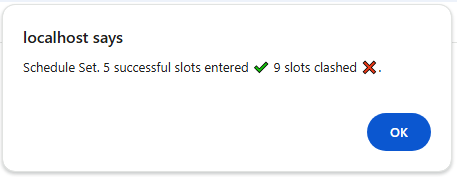 localhost says
Schedule Set. 5 successful slots entered ✔ 9 slots clashed ❌.
OK